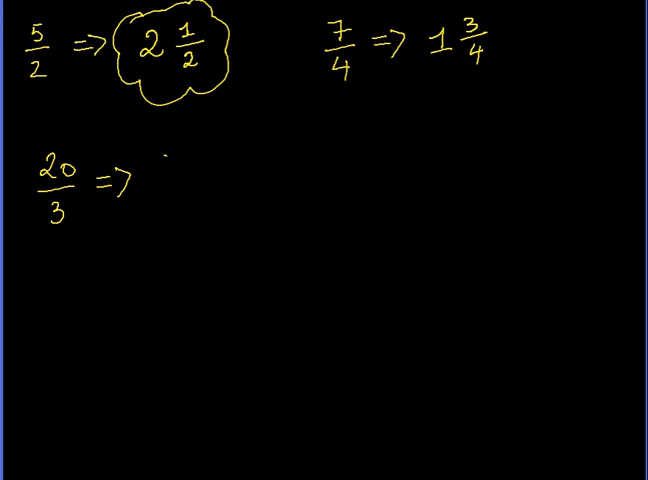 5/2 => 2 1/2
7/4 => 1 3/4
20/3 =>